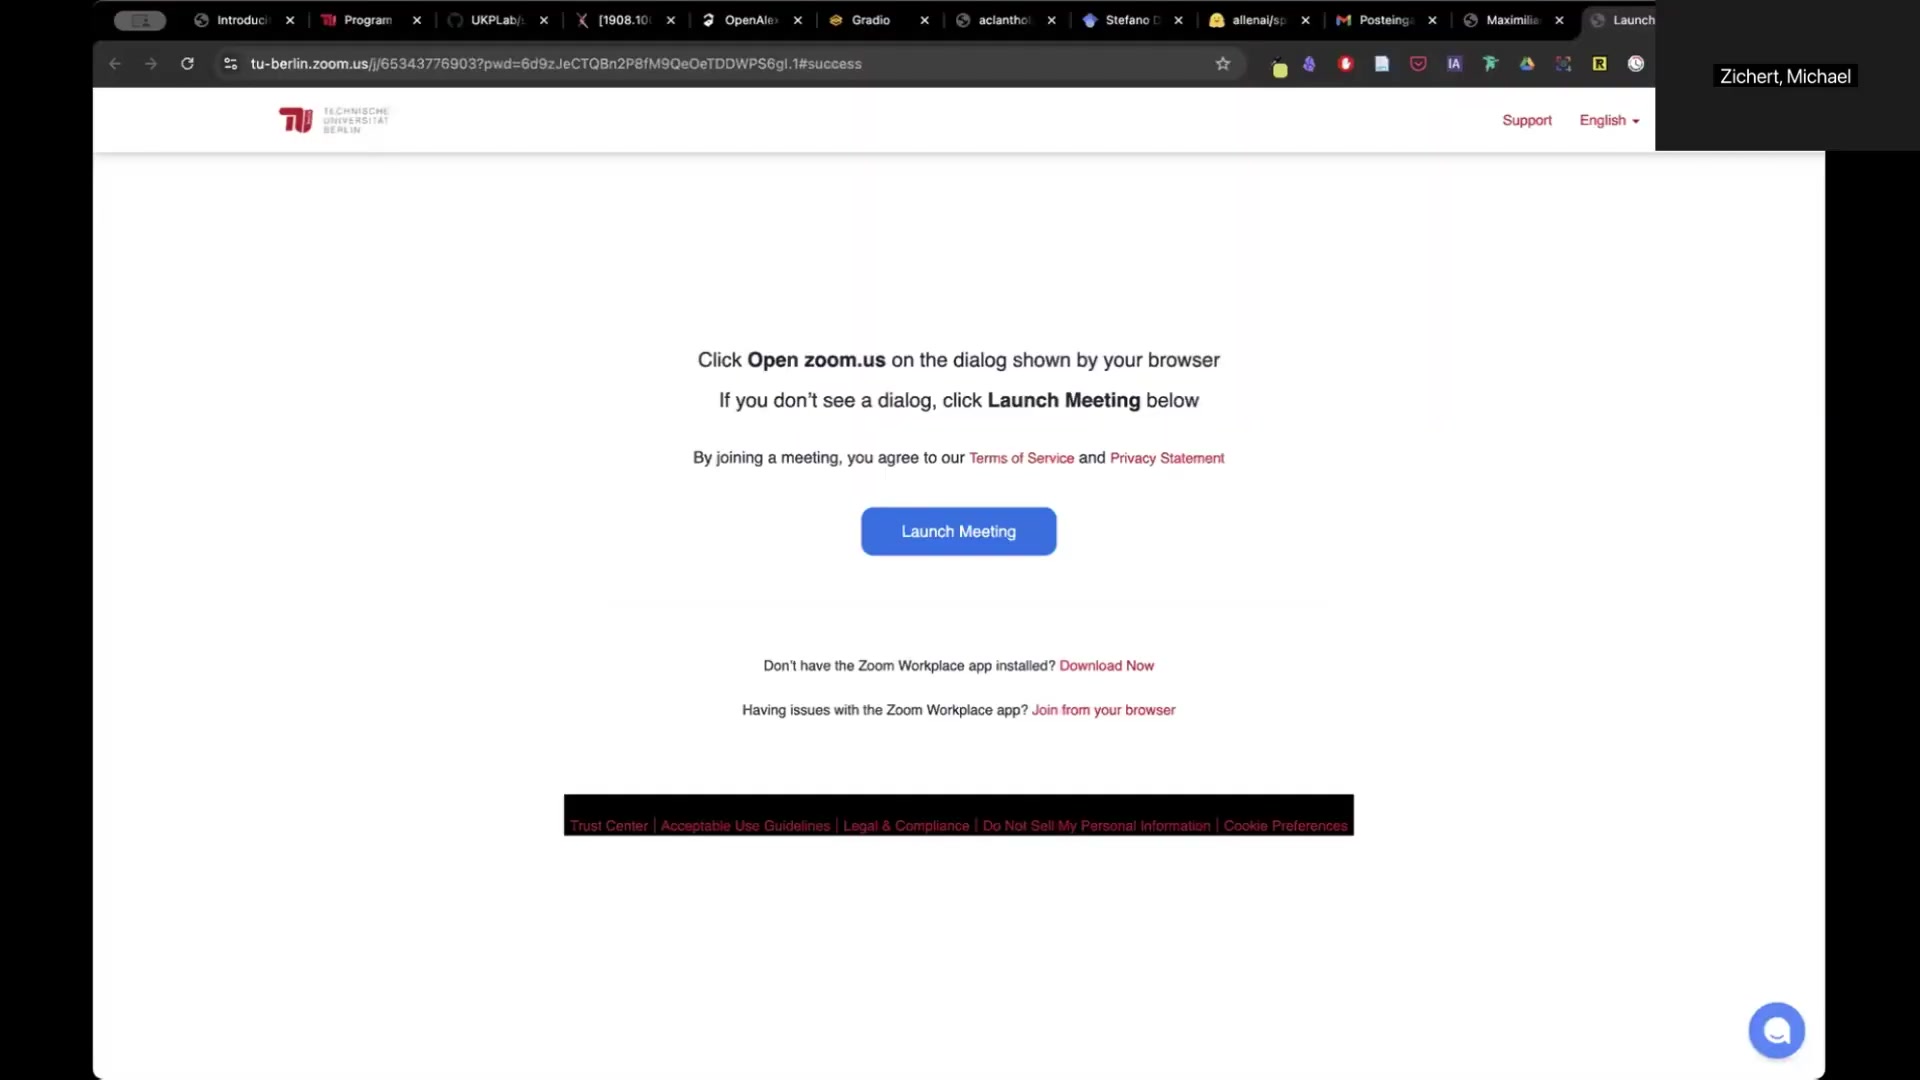 Introduci
Program
UKPLab/s
[1908.10
OpenAlex
Gradio
aclantho
Stefano D
allenai/sp
Posteing
Maximilia
Launch
tu-berlin.zoom.us/j/65343776903?pwd=6d9zJeCTQBn2P8fM9QeOeTDDWPS6gl.1#success
IA
R
Zichert, Michael
TECHNISCHE
UNIVERSITÄT
BERLIN
Support
English
Click Open zoom.us on the dialog shown by your browser
If you don't see a dialog, click Launch Meeting below
By joining a meeting, you agree to our Terms of Service and Privacy Statement
Launch Meeting
Don't have the Zoom Workplace app installed? Download Now
Having issues with the Zoom Workplace app? Join from your browser
Trust Center | Acceptable Use Guidelines | Legal & Compliance | Do Not Sell My Personal Information | Cookie Preferences